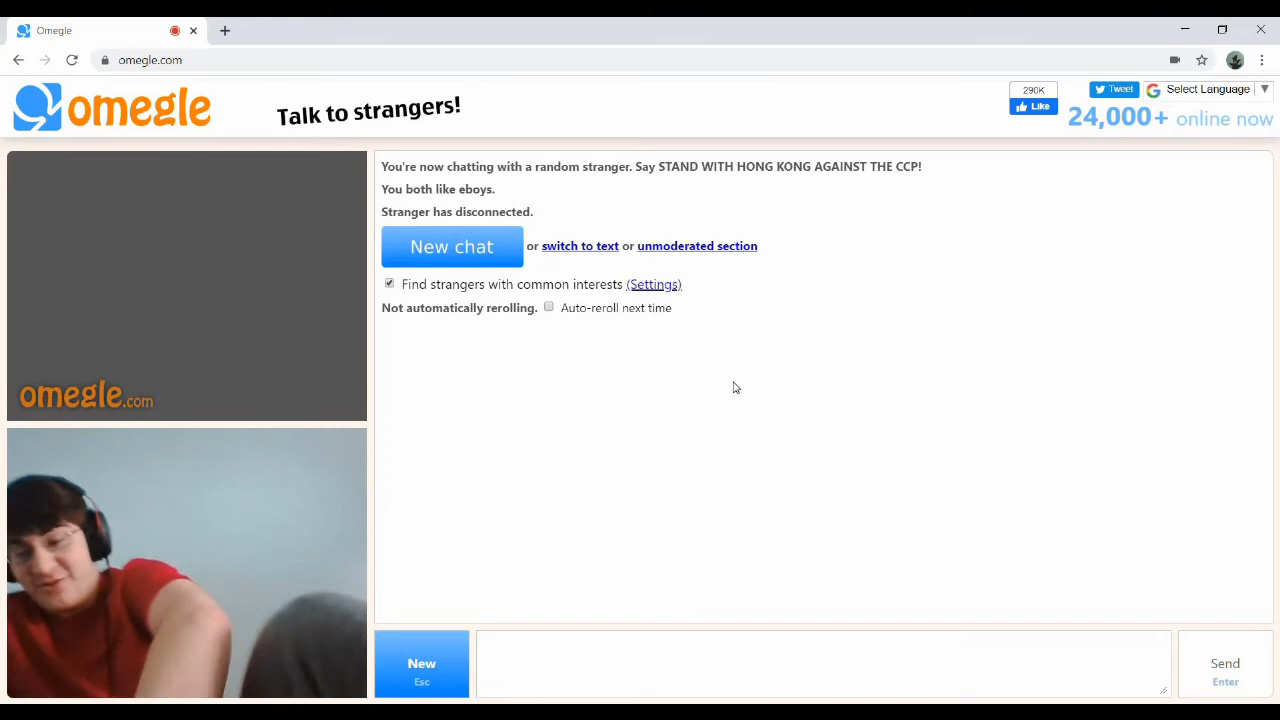 Omegle
omegle.com
omegle
Talk to strangers!
290K
Like
Tweet
Select Language
24,000+ online now
You're now chatting with a random stranger. Say STAND WITH HONG KONG AGAINST THE CCP!
You both like eboys.
Stranger has disconnected.
New chat or switch to text or unmoderated section
Find strangers with common interests (Settings)
Not automatically rerolling. Auto-reroll next time
omegle.com
New
Esc
Send
Enter